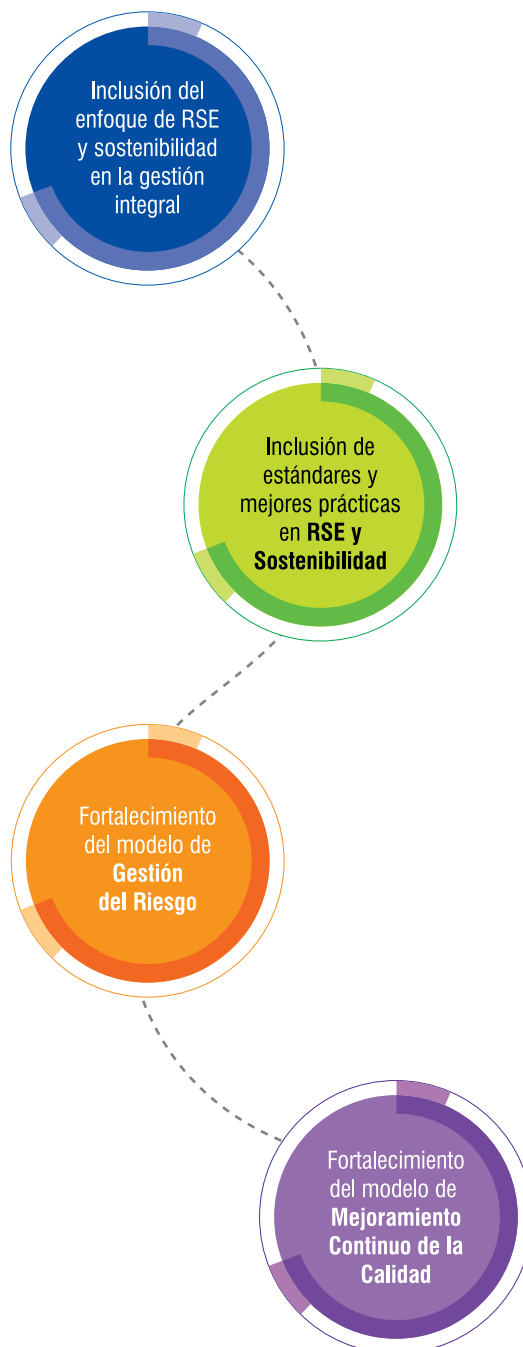 Inclusión del
enfoque de RSE
y sostenibilidad
en la gestión
integral
Inclusión de
estándares y
mejores prácticas
en RSE y
Sostenibilidad
Fortalecimiento
del modelo de
Gestión
del Riesgo
Fortalecimiento
del modelo de
Mejoramiento
Continuo de la
Calidad